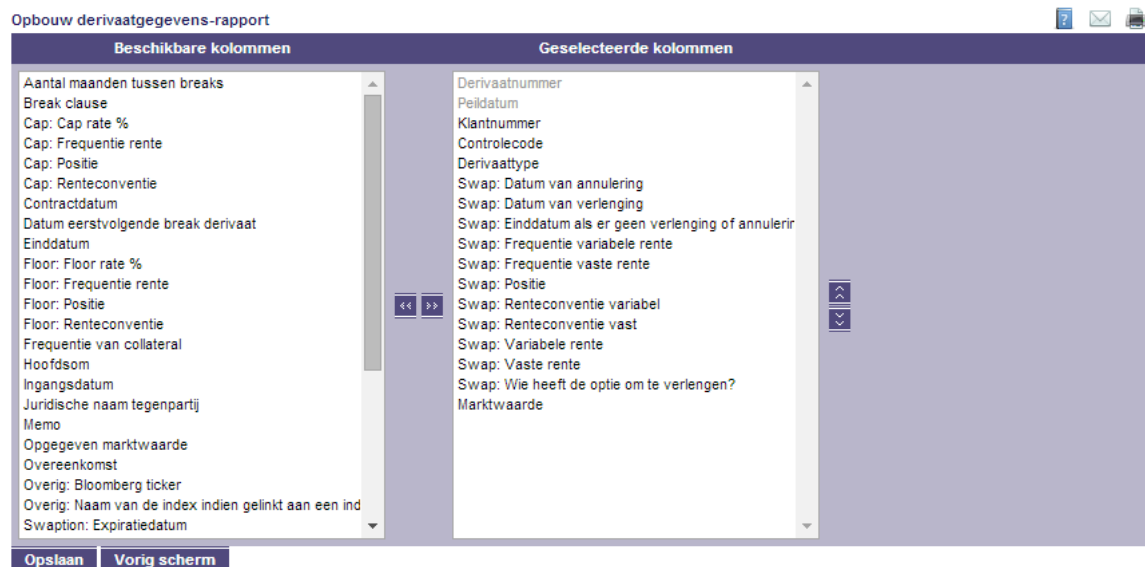 Opbouw derivaatgegevens-rapport
Beschikbare kolommen
Geselecteerde kolommen
Aantal maanden tussen breaks
Break clause
Cap: Cap rate %
Cap: Frequentie rente
Cap: Positie
Cap: Renteconventie
Contractdatum
Datum eerstvolgende break derivaat
Einddatum
Floor: Floor rate %
Floor: Frequentie rente
Floor: Positie
Floor: Renteconventie
Frequentie van collateral
Hoofdsom
Ingangsdatum
Juridische naam tegenpartij
Memo
Opgegeven marktwaarde
Overeenkomst
Overig: Bloomberg ticker
Overig: Naam van de index indien gelinkt aan een ind
Swaption: Expiratiedatum
Derivaatnummer
Peildatum
Klantnummer
Controlecode
Derivaattype
Swap: Datum van annulering
Swap: Datum van verlenging
Swap: Einddatum als er geen verlenging of annulerin
Swap: Frequentie variabele rente
Swap: Frequentie vaste rente
Swap: Positie
Swap: Renteconventie variabel
Swap: Renteconventie vast
Swap: Variabele rente
Swap: Vaste rente
Swap: Wie heeft de optie om te verlengen?
Marktwaarde
Opslaan
Vorig scherm